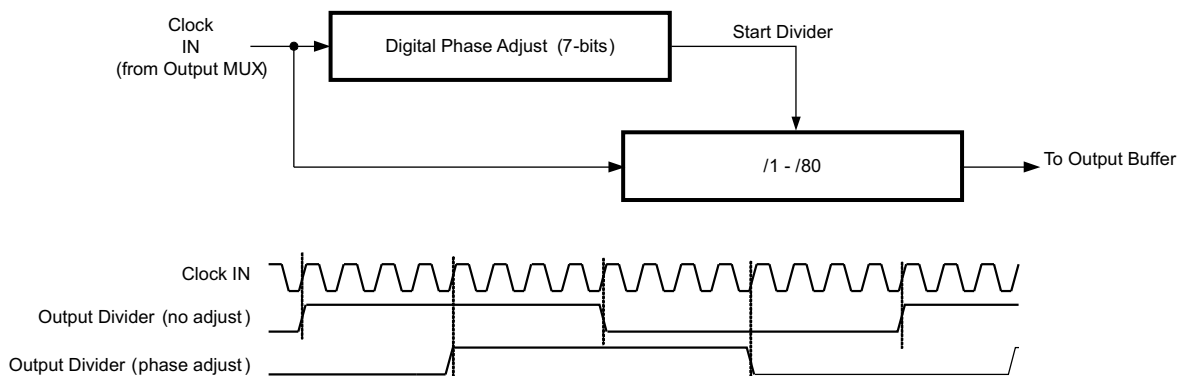 Clock
IN
(from Output MUX)
Digital Phase Adjust (7-bits)
Start Divider
/1 - /80
To Output Buffer
Clock IN
Output Divider (no adjust)
Output Divider (phase adjust)